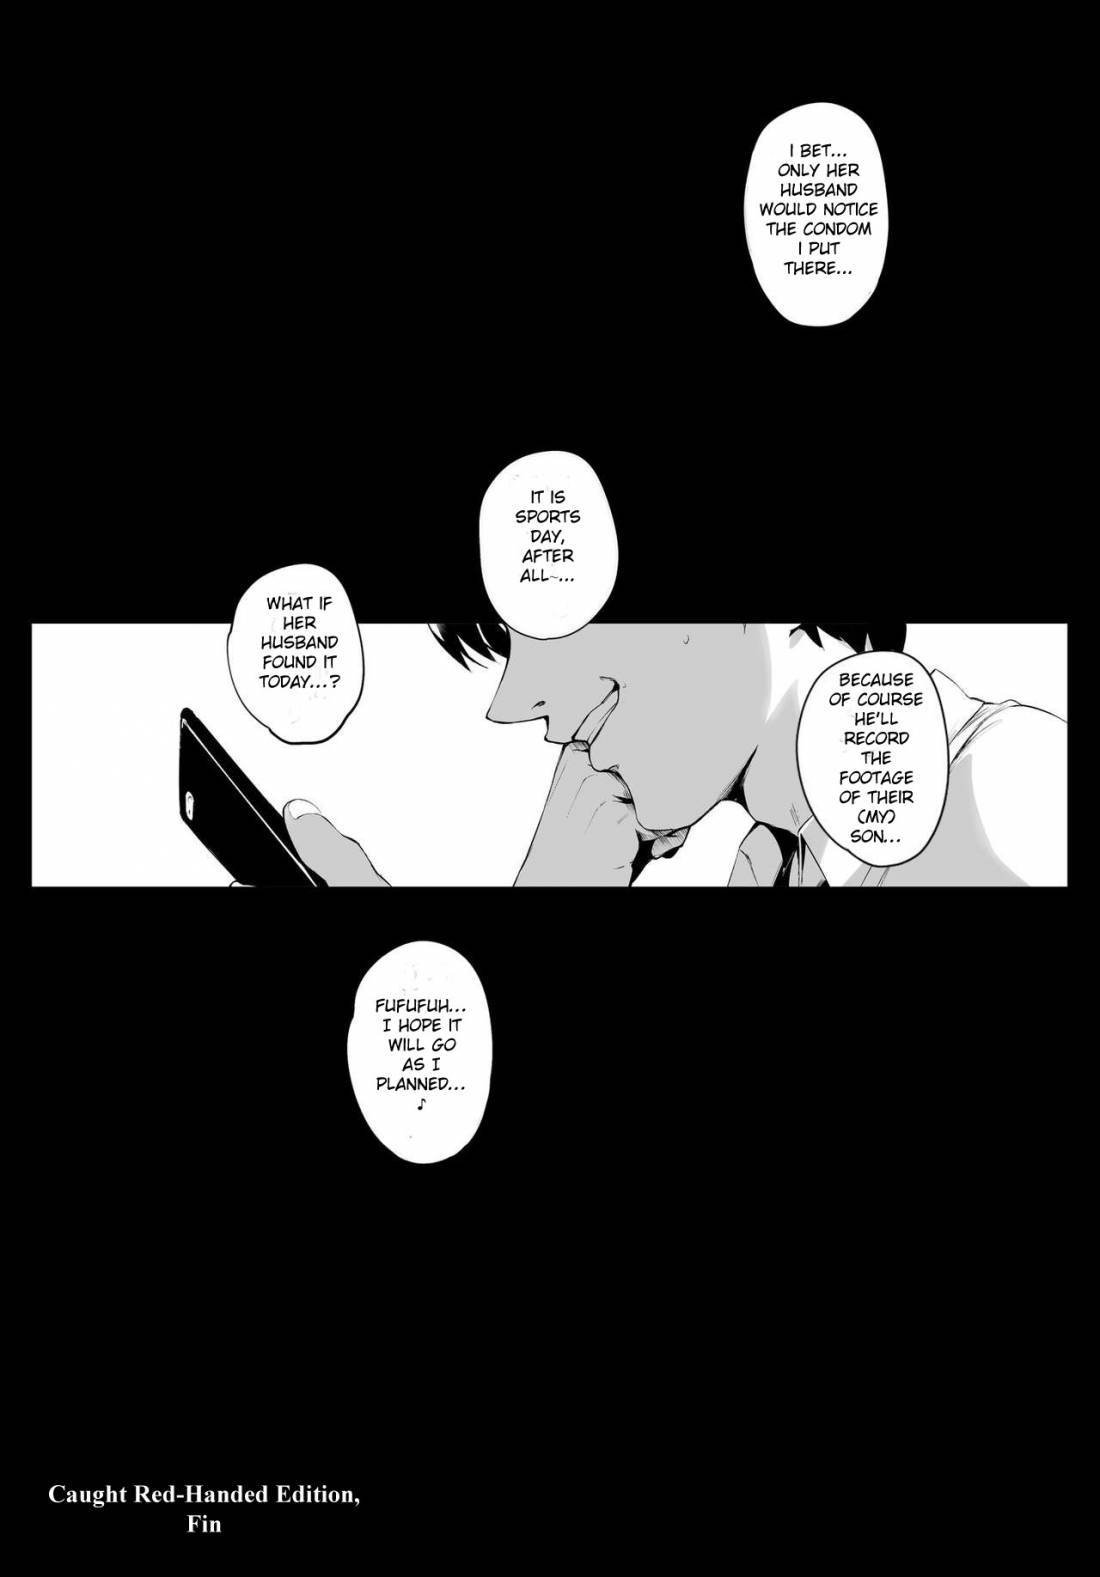 I BET...
ONLY HER
HUSBAND
WOULD NOTICE
THE CONDOM
I PUT
THERE...
BECAUSE
OF COURSE
HE'LL
RECORD
THE
FOOTAGE
OF THEIR
(MY)
SON...
IT IS
SPORTS
DAY,
AFTER
ALL~...
WHAT IF
HER
HUSBAND
FOUND IT
TODAY...?
FUFUFUH...
I HOPE IT
WILL GO
AS I
PLANNED...
♪
Caught Red-Handed Edition,
Fin